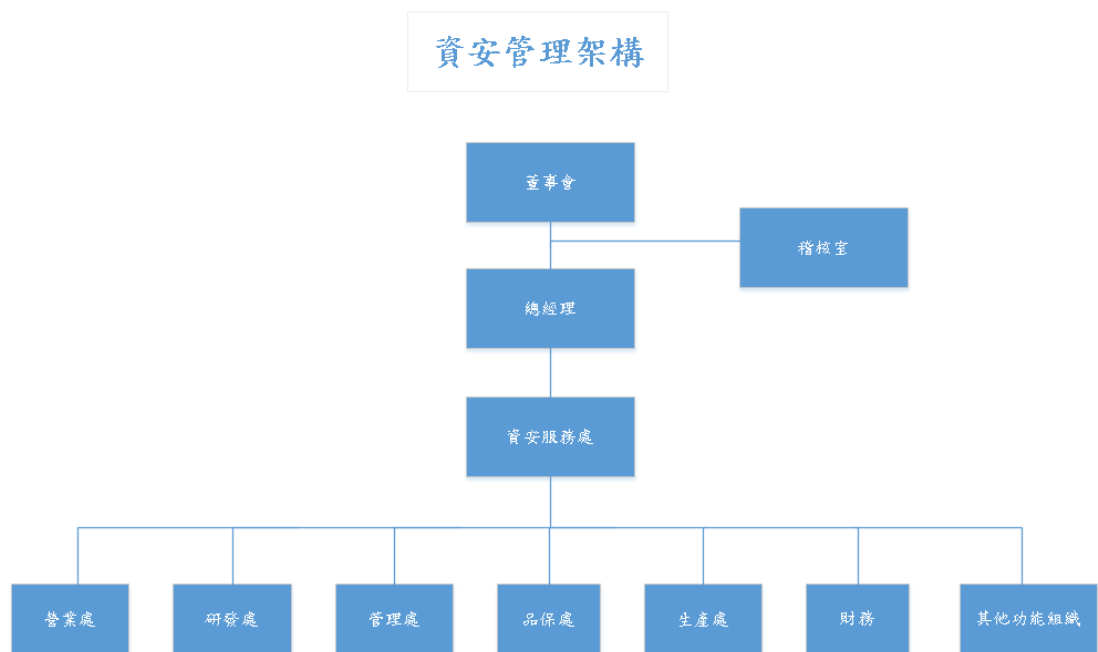 資安管理架構
董事會
稽核室
總經理
資安服務處
營業處
研發處
管理處
品保處
生產處
財務
其他功能組織